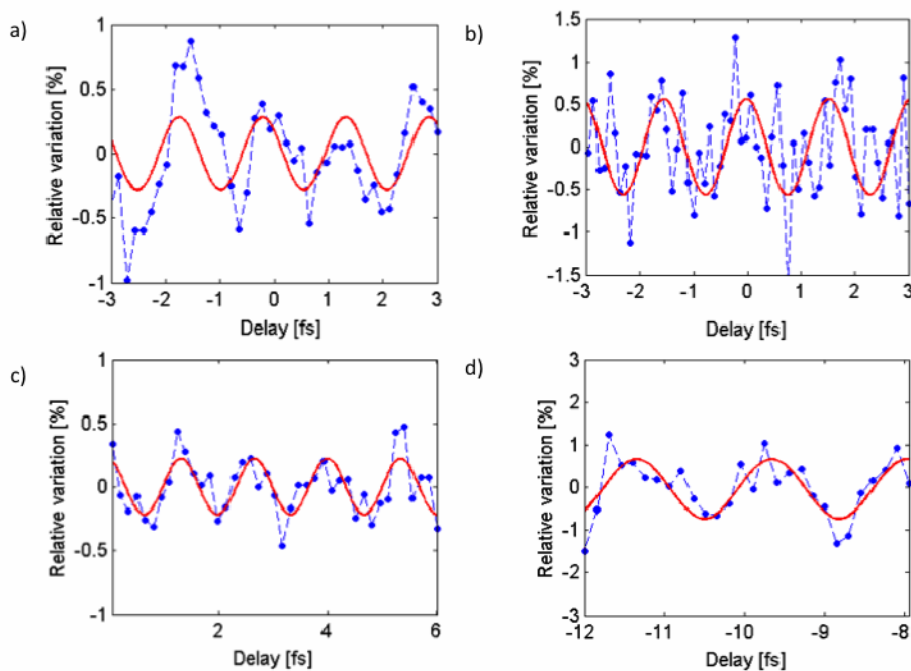 a)
1
0.5
0
-0.5
-1
Relative variation [%]
-3 -2 -1 0 1 2 3
Delay [fs]
b)
1.5
1
0.5
0
-0.5
-1
-1.5
Relative variation [%]
-3 -2 -1 0 1 2 3
Delay [fs]
c)
1
0.5
0
-0.5
-1
Relative variation [%]
2 4 6
Delay [fs]
d)
3
2
1
0
-1
-2
-3
Relative variation [%]
-12 -11 -10 -9 -8
Delay [fs]